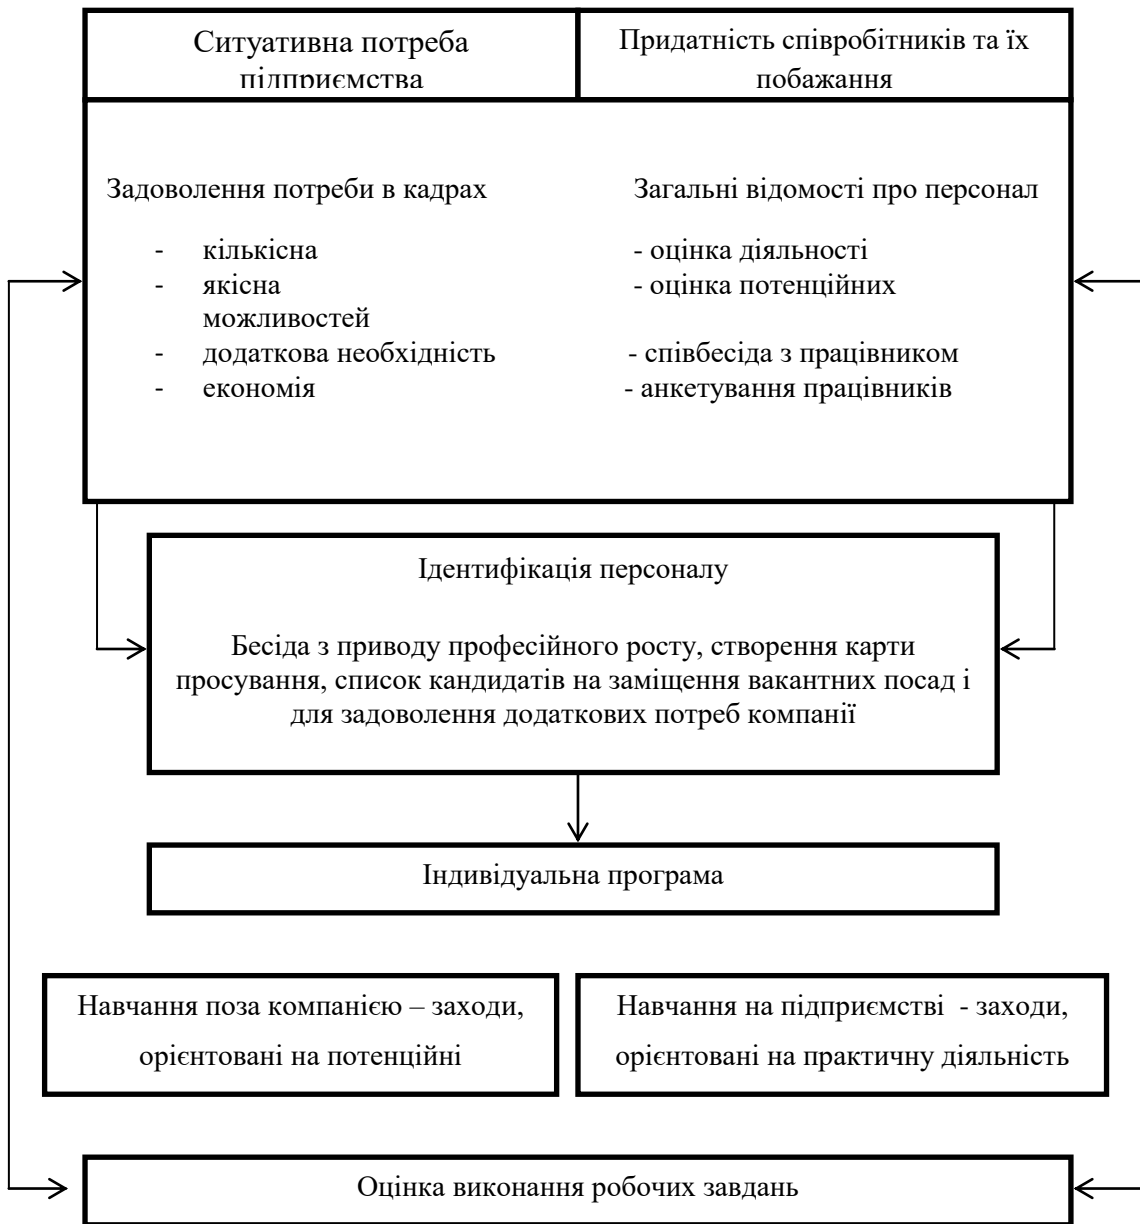 Ситуативна потреба
підприємства
Придатність співробітників та їх
побажання
Задоволення потреби в кадрах
- кількісна
- якісна
можливостей
- додаткова необхідність
- економія
Загальні відомості про персонал
- оцінка діяльності
- оцінка потенційних
- співбесіда з працівником
- анкетування працівників
Ідентифікація персоналу
Бесіда з приводу професійного росту, створення карти
просування, список кандидатів на заміщення вакантних посад і
для задоволення додаткових потреб компанії
Індивідуальна програма
Навчання поза компанією – заходи,
орієнтовані на потенційні
Навчання на підприємстві - заходи,
орієнтовані на практичну діяльність
Оцінка виконання робочих завдань